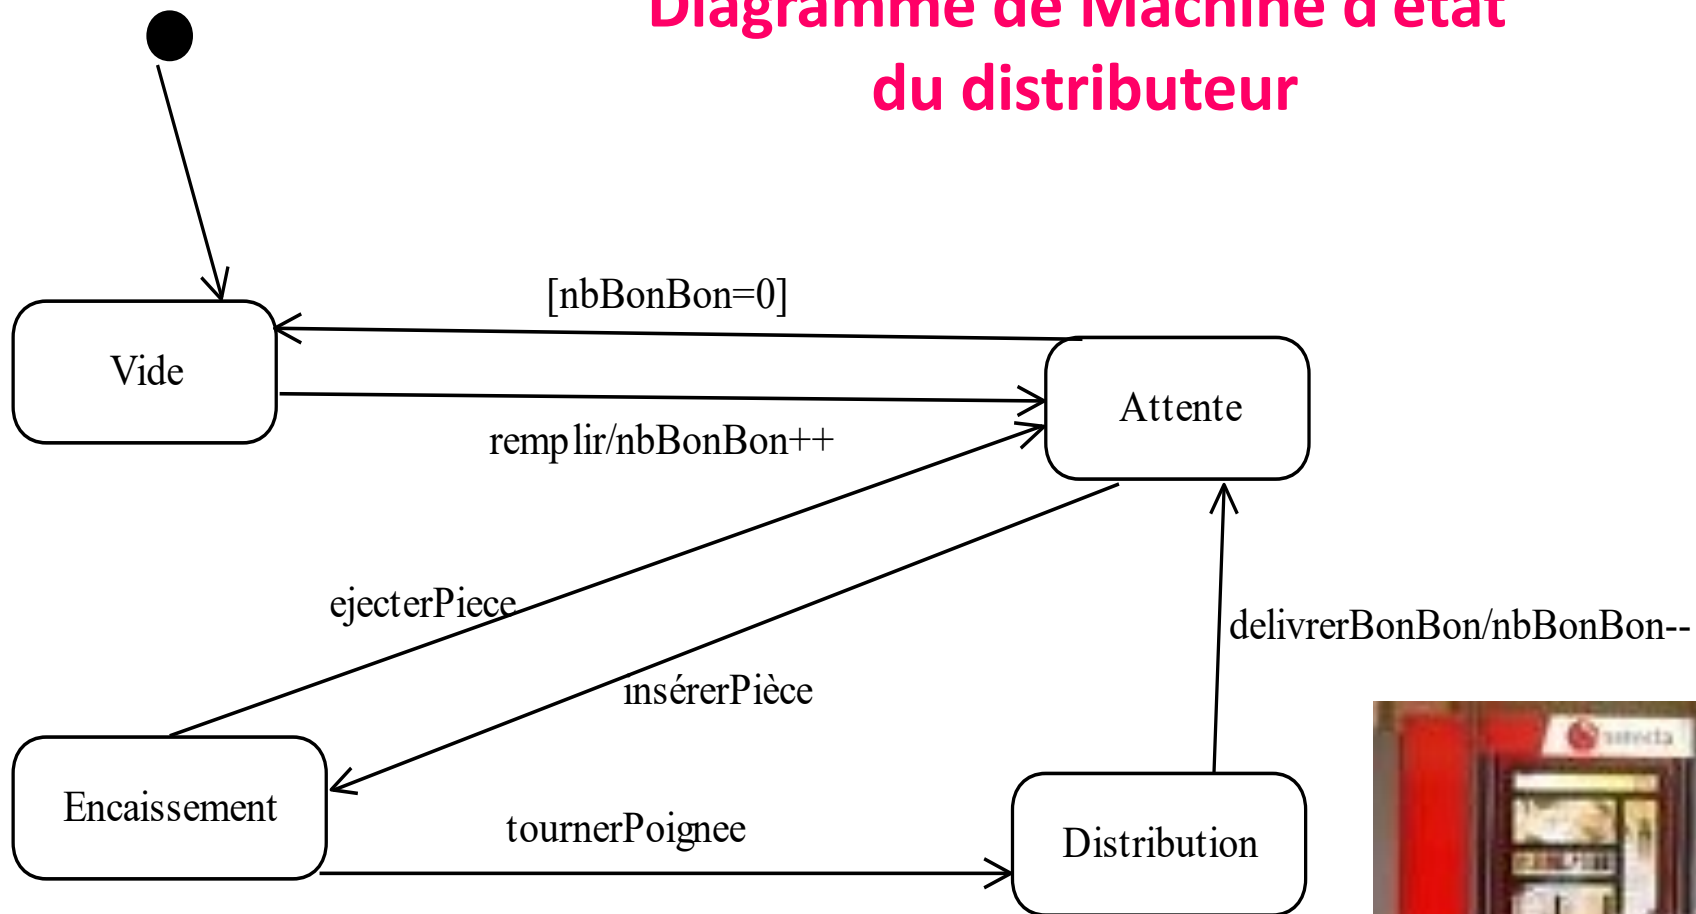 Diagramme de Machine d'état
du distributeur
[nbBonBon=0]
Vide
Attente
remplir/nbBonBon++
ejecterPiece
delivrerBonBon/nbBonBon--
insérerPièce
Encaissement
tournerPoignee
Distribution